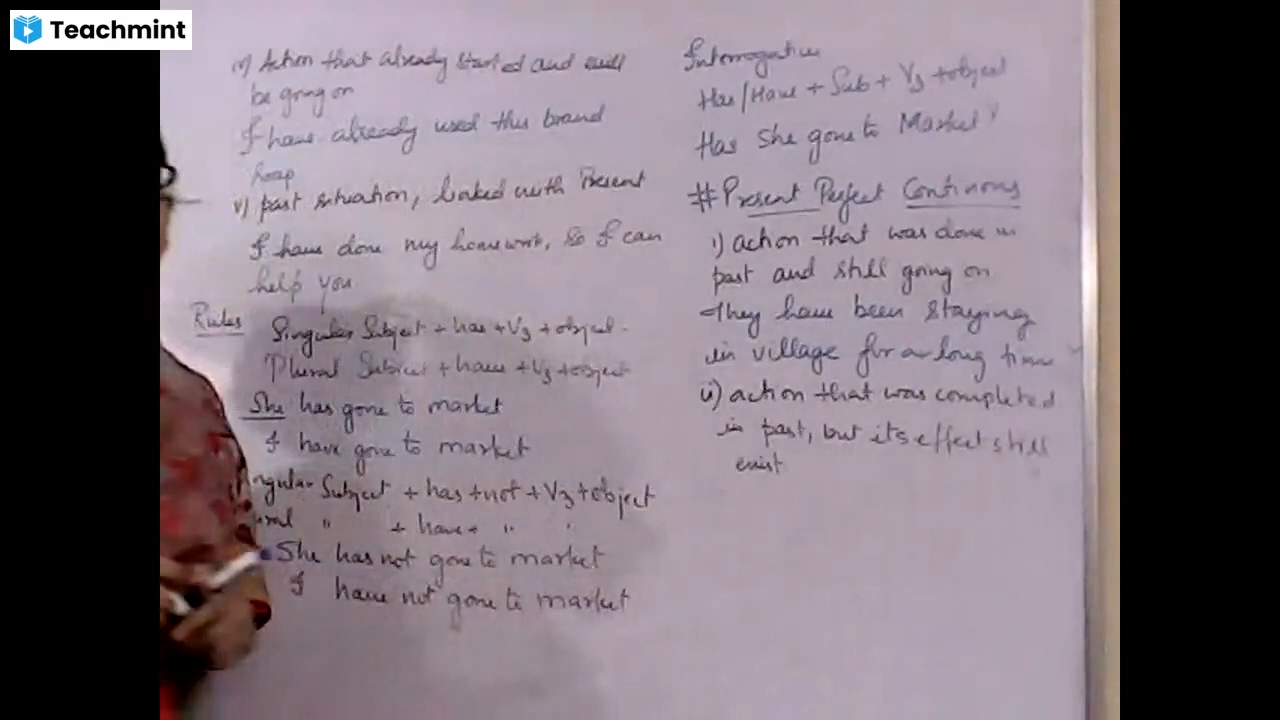 Teachmint
iv) Action that already started and will
be going on
I have already used this brand
v) past situation, linked with Present
I have done my homework, so I can
help you
Rules
Singular Subject + has + V3 + object.
Plural Subject + have + V3 + object
She has gone to market
I have gone to market
ngular Subject + has + not + V3 + object
ural " + have + "
She has not gone to market
I have not gone to market
Interrogative
Has/Have + Sub + V3 + object
Has She gone to Market?
# Present Perfect Continous
i) action that was done in
past and still going on
They have been staying
in village for a long time
ii) action that was completed
in past, but its effect still
exist